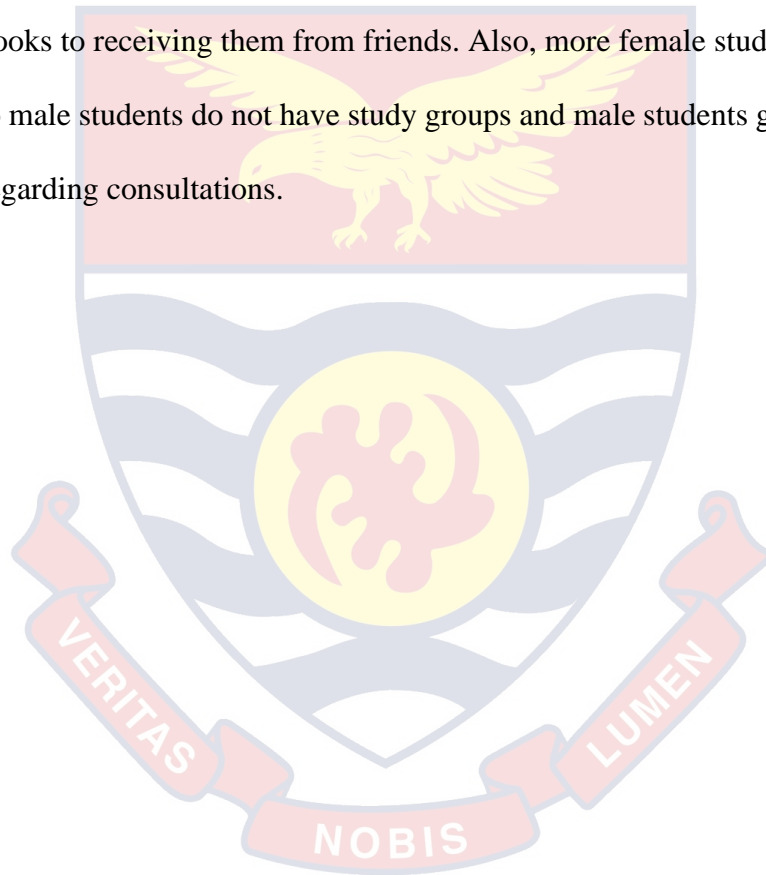 ooks to receiving them from friends. Also, more female stud
male students do not have study groups and male students g
egarding consultations.
VERITAS
NOBIS
LUMEN